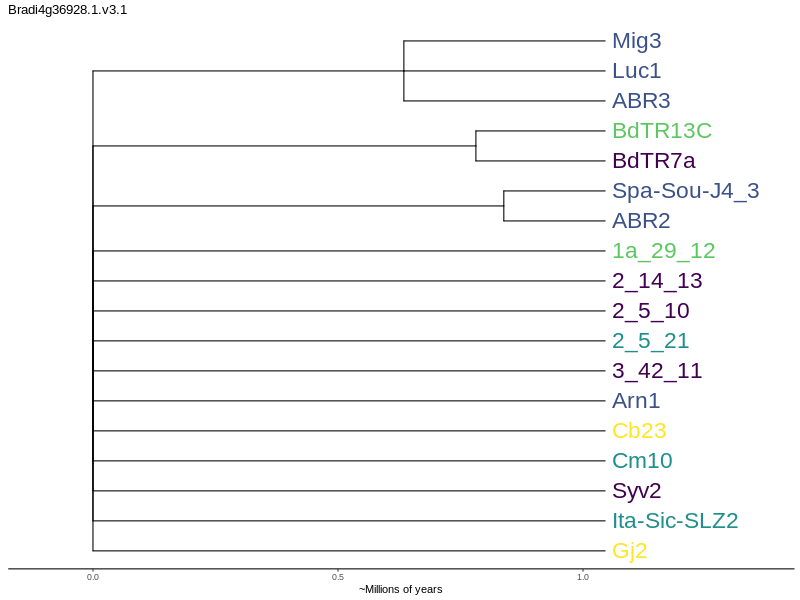 Bradi4g36928.1.v3.1
Mig3
Luc1
ABR3
BdTR13C
BdTR7a
Spa-Sou-J4_3
ABR2
1a_29_12
2_14_13
2_5_10
2_5_21
3_42_11
Arn1
Cb23
Cm10
Syv2
Ita-Sic-SLZ2
Gj2
0.0 0.5 1.0
~Millions of years